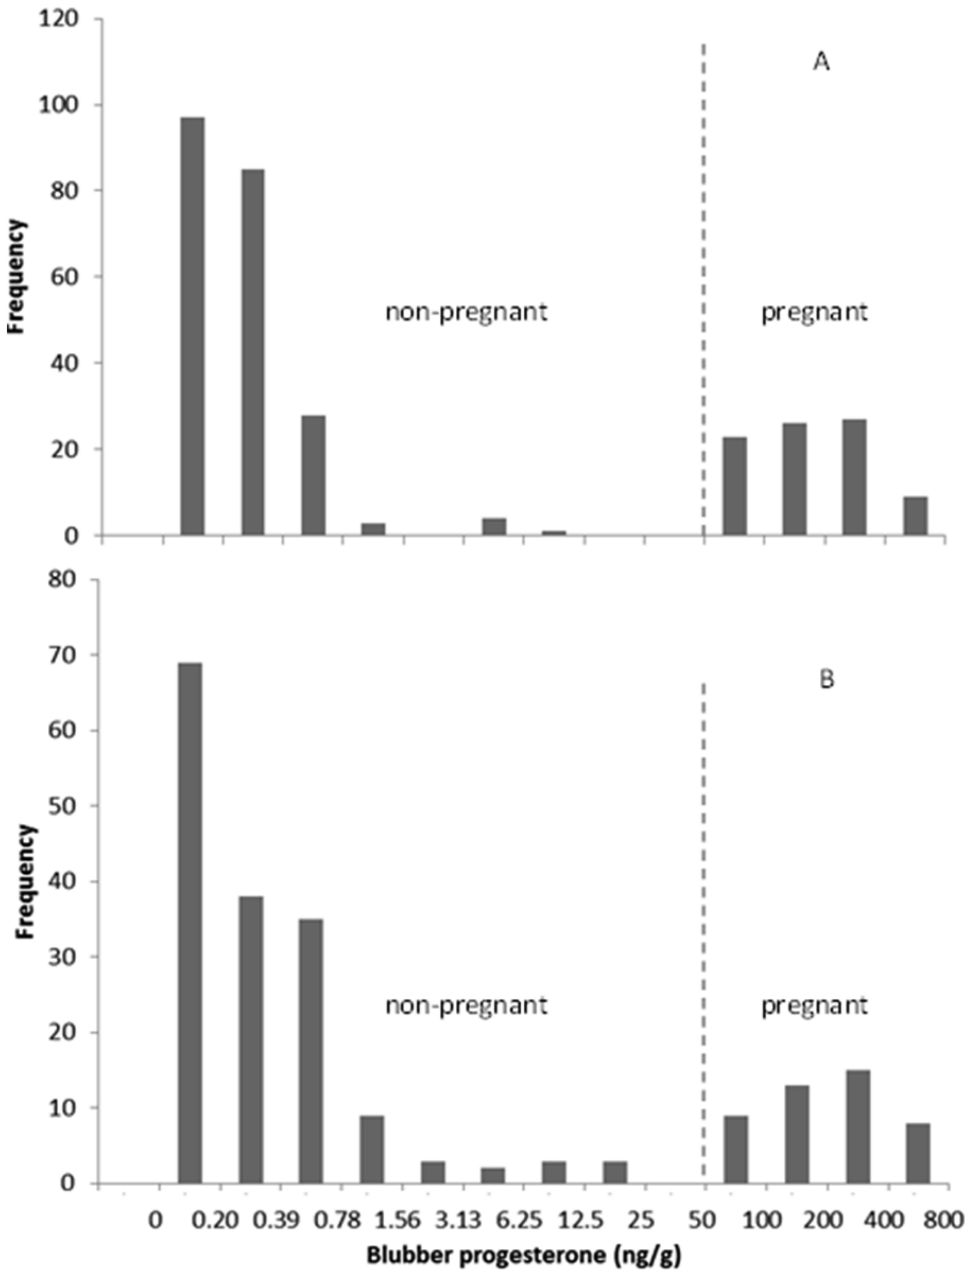 120
A
100
80
60
Frequency
non-pregnant
pregnant
40
20
0
80
70
B
60
50
40
Frequency
30
non-pregnant
pregnant
20
10
0
0 0.20 0.39 0.78 1.56 3.13 6.25 12.5 25 50 100 200 400 800
Blubber progesterone (ng/g)